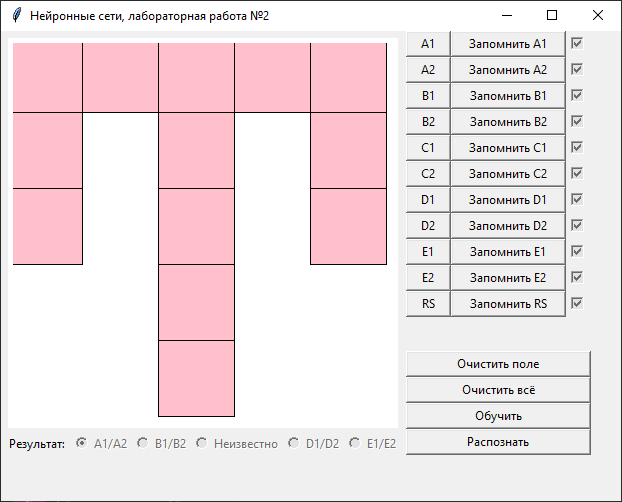 Нейронные сети, лабораторная работа №2
A1 Запомнить A1
A2 Запомнить A2
B1 Запомнить B1
B2 Запомнить B2
C1 Запомнить C1
C2 Запомнить C2
D1 Запомнить D1
D2 Запомнить D2
E1 Запомнить E1
E2 Запомнить E2
RS Запомнить RS
Очистить поле
Очистить всё
Обучить
Распознать
Результат: A1/A2 B1/B2 Неизвестно D1/D2 E1/E2